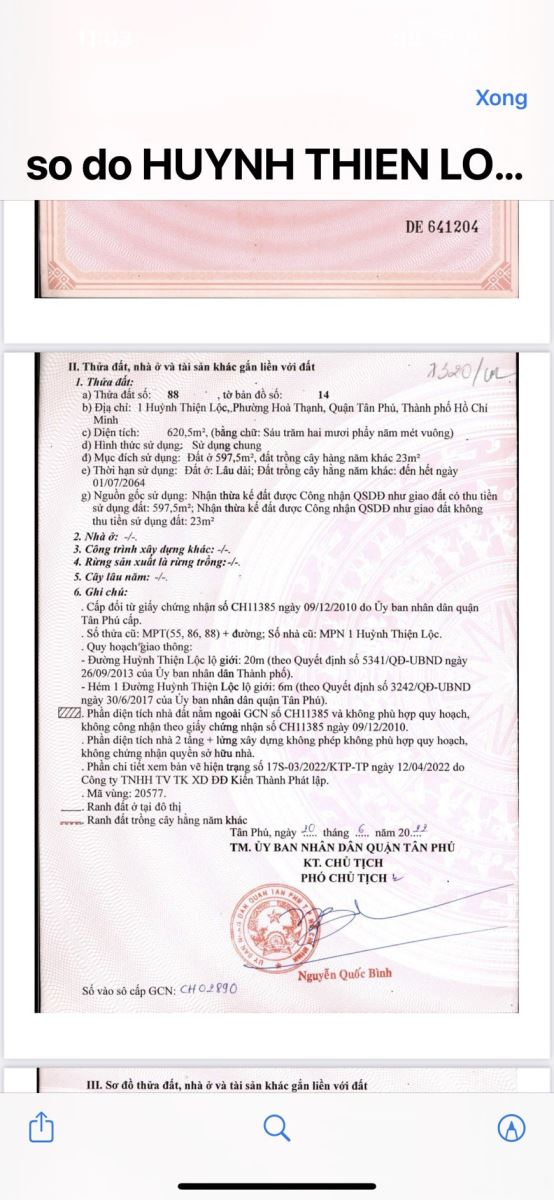 11:03
Xong
so do HUYNH THIEN LO...
DE 641204
II. Thửa đất, nhà ở và tài sản khác gắn liền với đất
1. Thửa đất:
a) Thửa đất số: 88 , tờ bản đồ số: 14
b) Địa chỉ: 1 Huỳnh Thiện Lộc,,Phường Hoà Thạnh, Quận Tân Phú, Thành phố Hồ Chí
Minh
c) Diện tích: 620,5m², (bằng chữ: Sáu trăm hai mươi phẩy năm mét vuông)
d) Hình thức sử dụng: Sử dụng chung
đ) Mục đích sử dụng: Đất ở 597,5m², đất trồng cây hàng năm khác 23m²
e) Thời hạn sử dụng: Đất ở: Lâu dài; Đất trồng cây hàng năm khác: đến hết ngày
01/07/2064
g) Nguồn gốc sử dụng: Nhận thừa kế đất được Công nhận QSDĐ như giao đất có thu tiền
sử dụng đất: 597,5m²; Nhận thừa kế đất được Công nhận QSDĐ như giao đất không
thu tiền sử dụng đất: 23m²
2. Nhà ở: -/-.
3. Công trình xây dựng khác: -/-.
4. Rừng sản xuất là rừng trồng:-/-.
5. Cây lâu năm: -/-.
6. Ghi chú:
. Cấp đổi từ giấy chứng nhận số CH11385 ngày 09/12/2010 do Ủy ban nhân dân quận
Tân Phú cấp.
. Số thửa cũ: MPT(55, 86, 88) + đường; Số nhà cũ: MPN 1 Huỳnh Thiện Lộc.
. Quy hoạch giao thông:
- Đường Huỳnh Thiện Lộc lộ giới: 20m (theo Quyết định số 5341/QĐ-UBND ngày
26/09/2013 của Ủy ban nhân dân Thành phố).
- Hẻm 1 Đường Huỳnh Thiện Lộc lộ giới: 6m (theo Quyết định số 3242/QĐ-UBND
ngày 30/6/2017 của Ủy ban nhân dân quận Tân Phú).
. Phần diện tích nhà đất nằm ngoài GCN số CH11385 và không phù hợp quy hoạch,
không công nhận theo giấy chứng nhận số CH11385 ngày 09/12/2010.
. Phần diện tích nhà 2 tầng + lửng xây dựng không phép không phù hợp quy hoạch,
không chứng nhận quyền sở hữu nhà.
. Phần chi tiết xem bản vẽ hiện trạng số 17S-03/2022/KTP-TP ngày 12/04/2022 do
Công ty TNHH TV TK XD ĐĐ Kiến Thành Phát lập.
. Mã vùng: 20577.
. Ranh đất ở tại đô thị
. Ranh đất trồng cây hằng năm khác
Tân Phú, ngày 20 tháng 6 năm 2022
TM. ỦY BAN NHÂN DÂN QUẬN TÂN PHÚ
KT. CHỦ TỊCH
PHÓ CHỦ TỊCH
Nguyễn Quốc Bình
Số vào sổ cấp GCN: CH02890
III. Sơ đồ thửa đất, nhà ở và tài sản khác gắn liền với đất